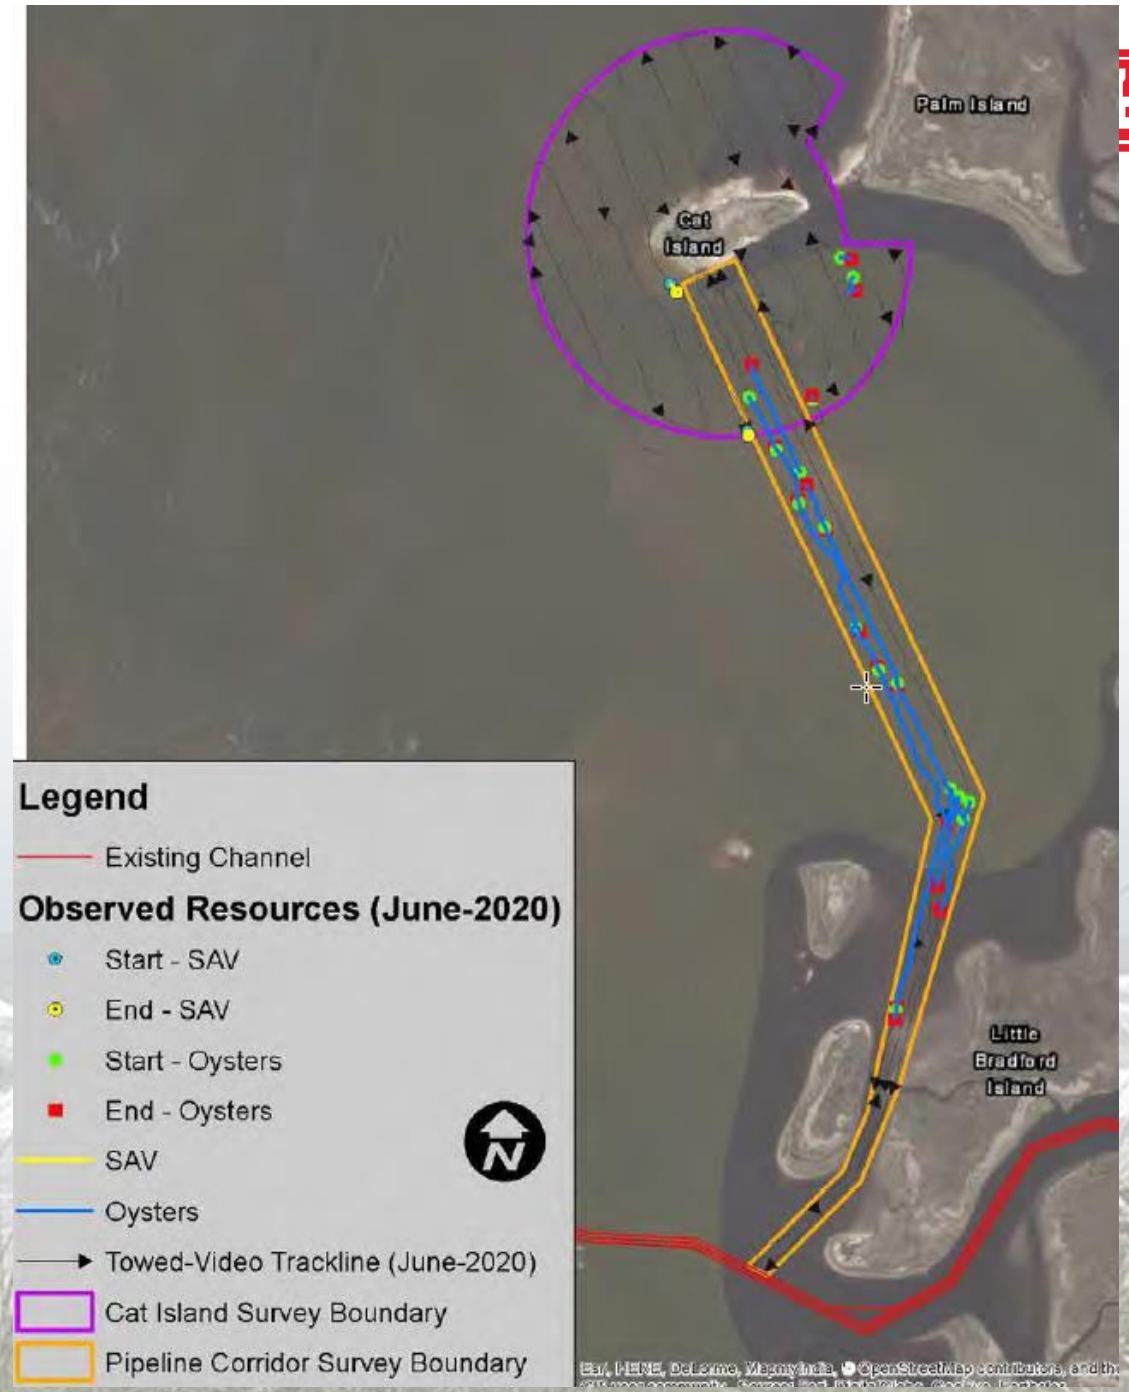 Palm Island
Cat
Island
Legend
Existing Channel
Observed Resources (June-2020)
Start - SAV
End - SAV
Start - Oysters
End - Oysters
N
SAV
Oysters
Towed-Video Trackline (June-2020)
Cat Island Survey Boundary
Pipeline Corridor Survey Boundary
Little
Bradford
Island
Esri, HERE, DeLorme, MapmyIndia, © OpenStreetMap contributors, and the